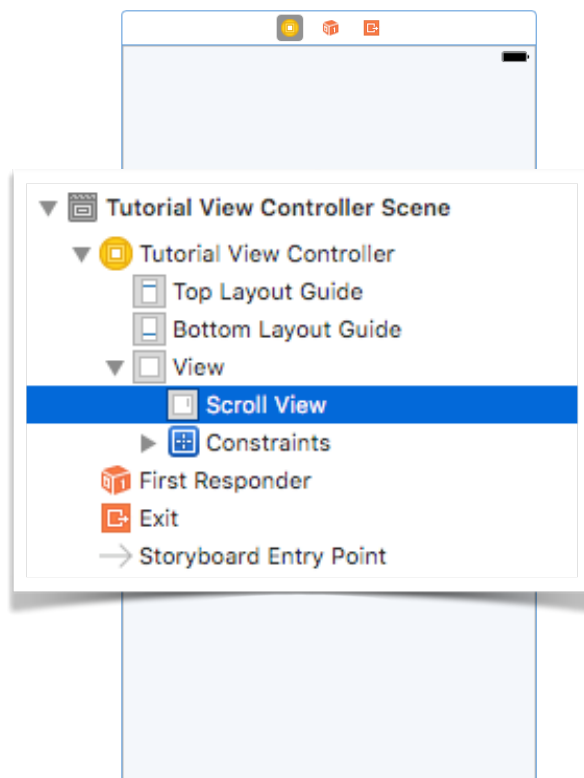 Tutorial View Controller Scene
Tutorial View Controller
Top Layout Guide
Bottom Layout Guide
View
Scroll View
Constraints
First Responder
Exit
Storyboard Entry Point